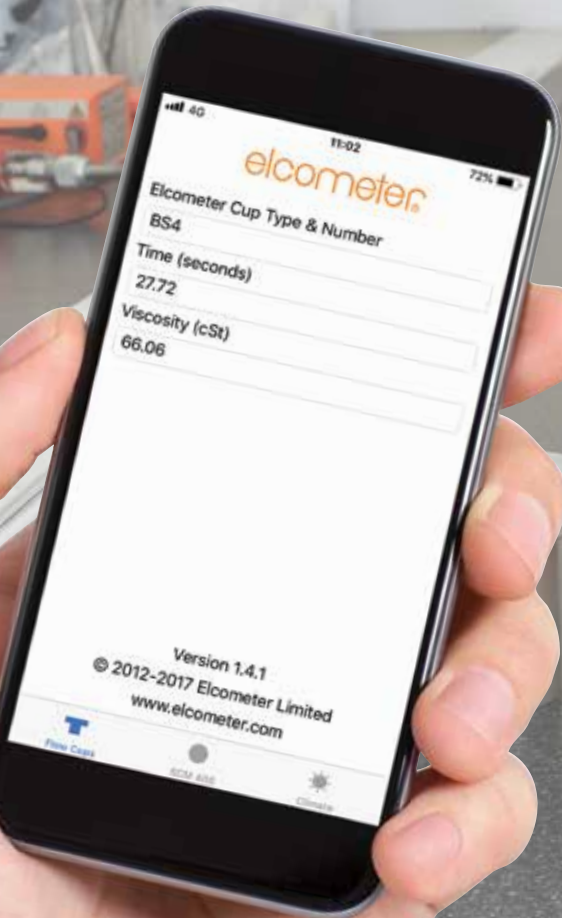 4G
11:02
72%
elcometer®
Elcometer Cup Type & Number
BS4
Time (seconds)
27.72
Viscosity (cSt)
66.06
Version 1.4.1
© 2012-2017 Elcometer Limited
www.elcometer.com
Flow Cups
Climate